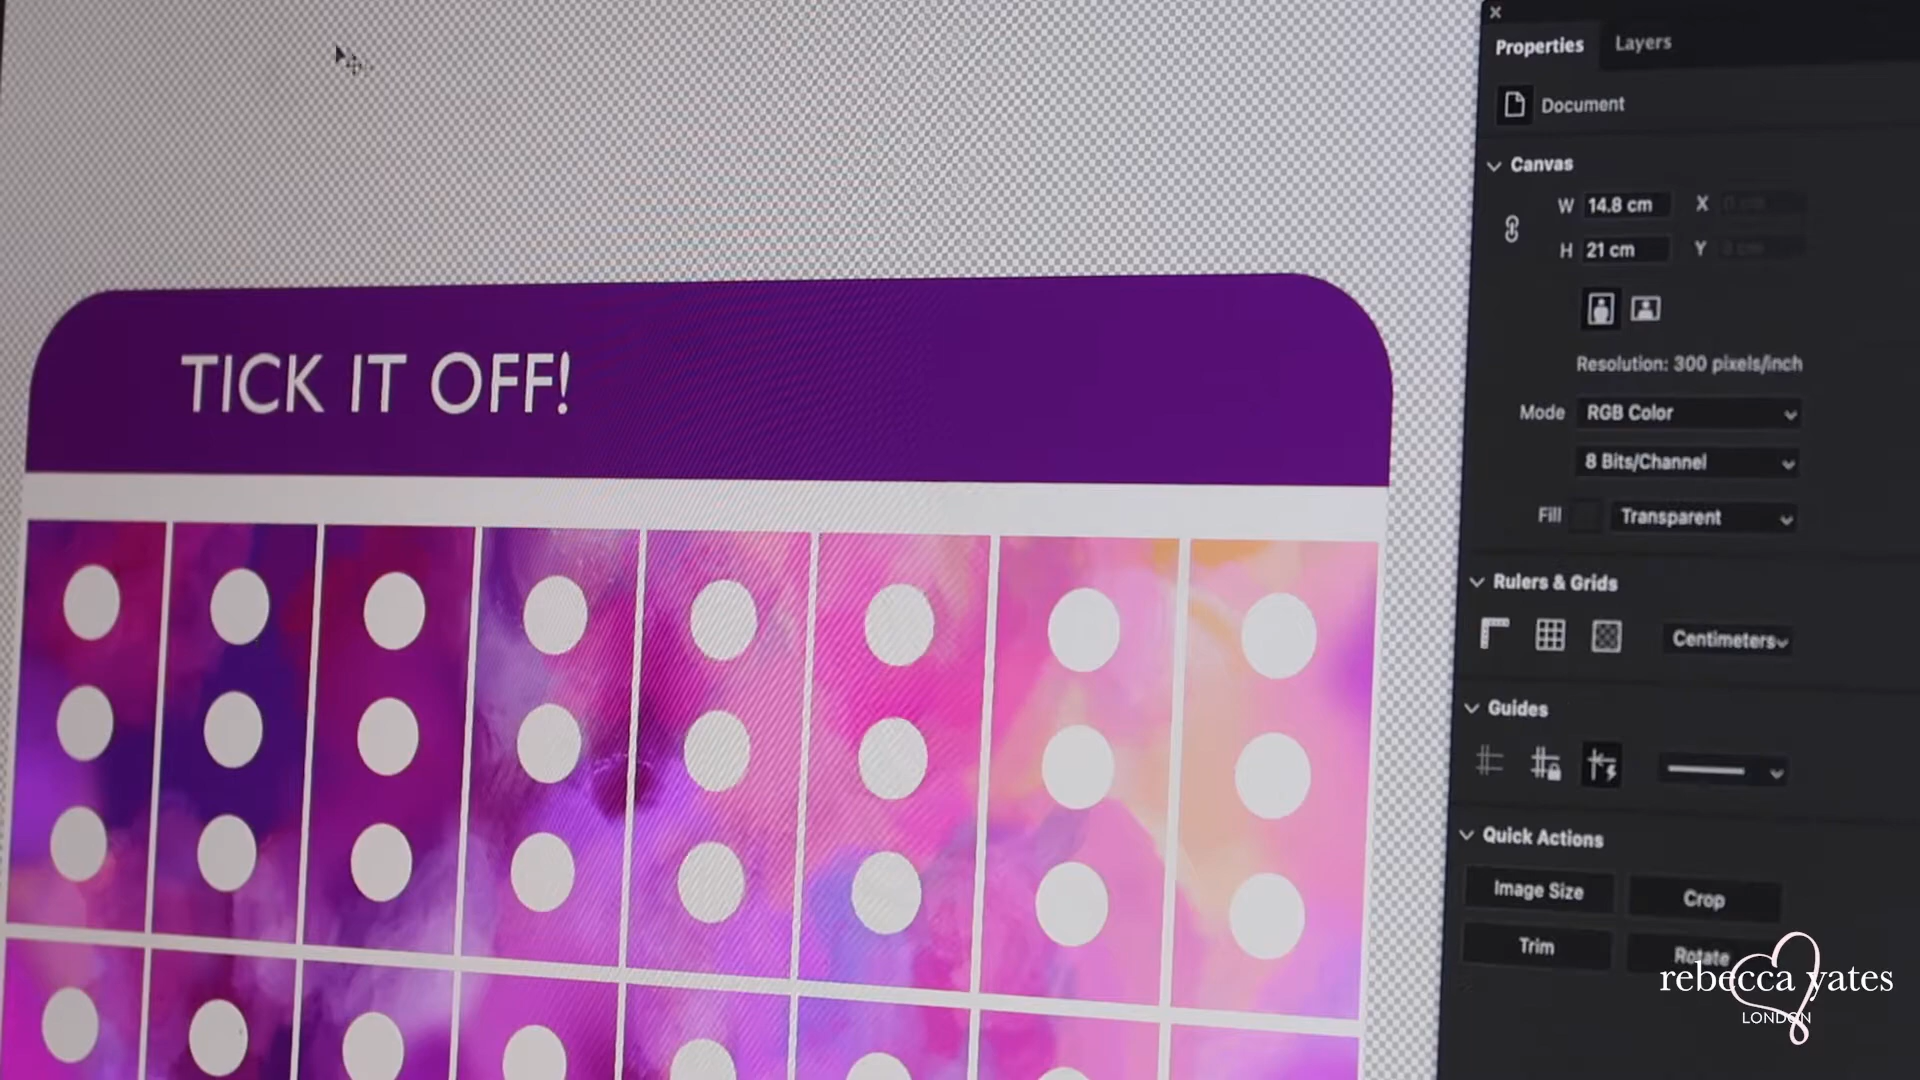 TICK IT OFF!
Properties
Layers
Document
Canvas
W 14.8 cm X
H 21 cm Y
Resolution: 300 pixels/inch
Mode RGB Color
8 Bits/Channel
Fill Transparent
Rulers & Grids
Centimeters
Guides
Quick Actions
Image Size
Crop
Trim
Rotate
rebecca yates
LONDON